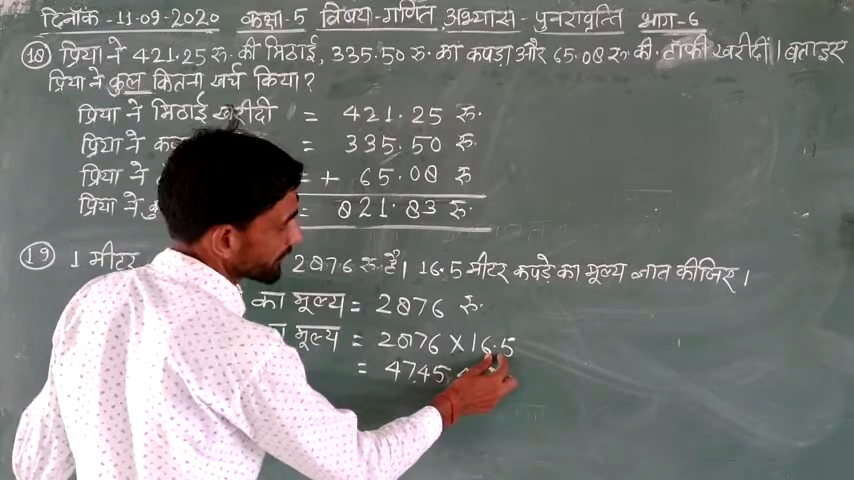 दिनांक -11-09-2020 कक्षा-5 विषय-गणित अभ्यास - पुनरावृत्ति भाग-6
18 प्रिया ने 421.25 रु. की मिठाई, 335.50 रु. का कपड़ा और 65.08 रु की टॉफी खरीदीं । बताइए
प्रिया ने कुल कितना खर्च किया ?
प्रिया ने मिठाई खरीदी = 421.25 रु.
प्रिया ने = 335.50 रु.
प्रिया ने = + 65.08 रु
प्रिया ने = 821.83 रु.
19 1 मीटर रु. है। 16.5 मीटर कपड़े का मूल्य ज्ञात कीजिए ।
का मूल्य = 2876 रु.
मूल्य = 2876 × 16.5
= 4745